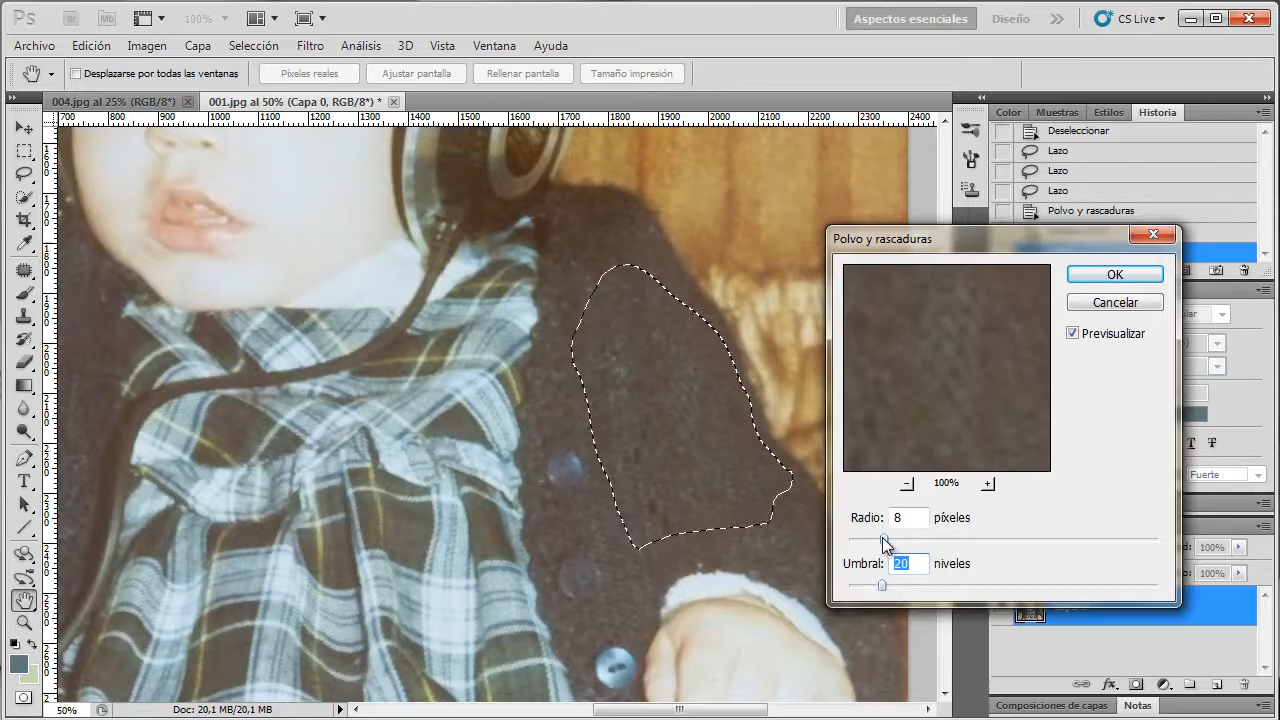 Ps Br Mb 100% Aspectos esenciales Diseño CS Live
Archivo Edición Imagen Capa Selección Filtro Análisis 3D Vista Ventana Ayuda
Desplazarse por todas las ventanas Píxeles reales Ajustar pantalla Rellenar pantalla Tamaño impresión
004.jpg al 25% (RGB/8*) 001.jpg al 50% (Capa 0, RGB/8*) *
700 800 900 1000 1100 1200 1300 1400 1500 1600 1700 1800 1900 2000 2100 2200 2300 2400
Color Muestras Estilos Historia
Deseleccionar
Lazo
Lazo
Lazo
Polvo y rascaduras
Polvo y rascaduras
OK
Cancelar
Previsualizar
100%
Radio: 8 píxeles
Umbral: 20 niveles
Fuerte
100%
100%
50% Doc: 20,1 MB/20,1 MB
Composiciones de capas Notas